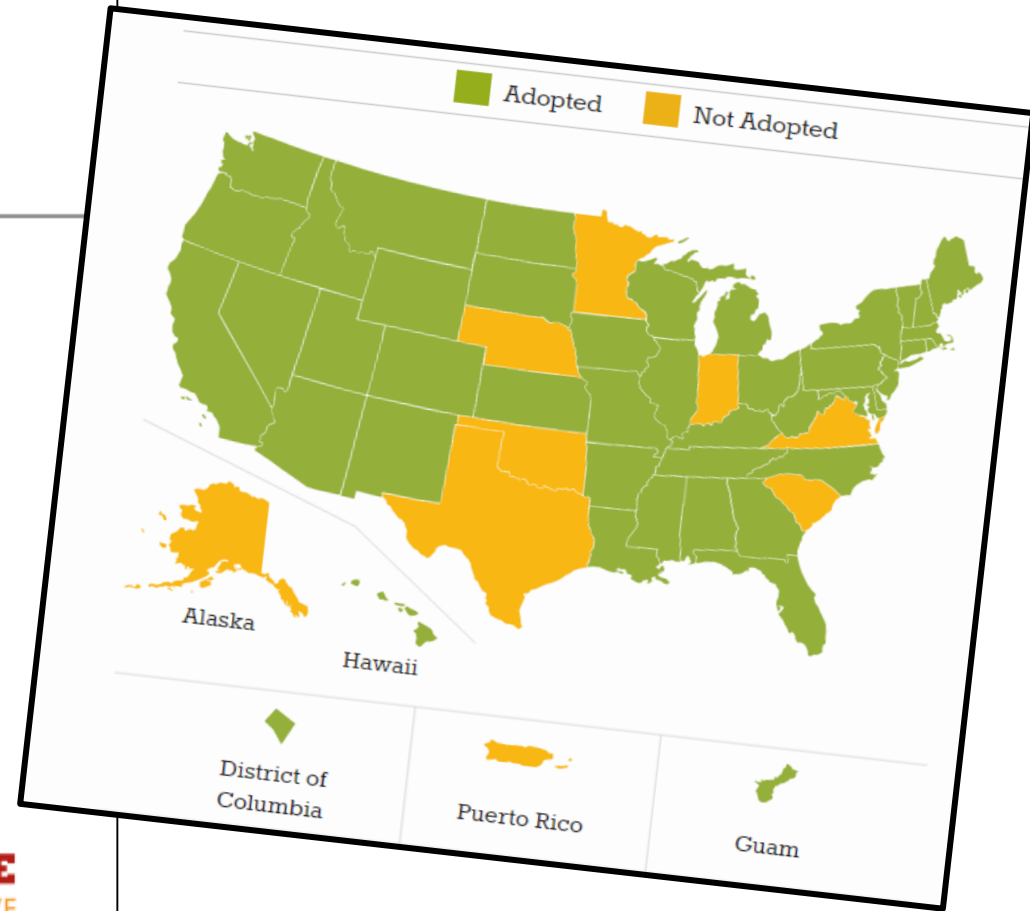 Adopted
Not Adopted
Alaska
Hawaii
District of
Columbia
Puerto Rico
Guam
E